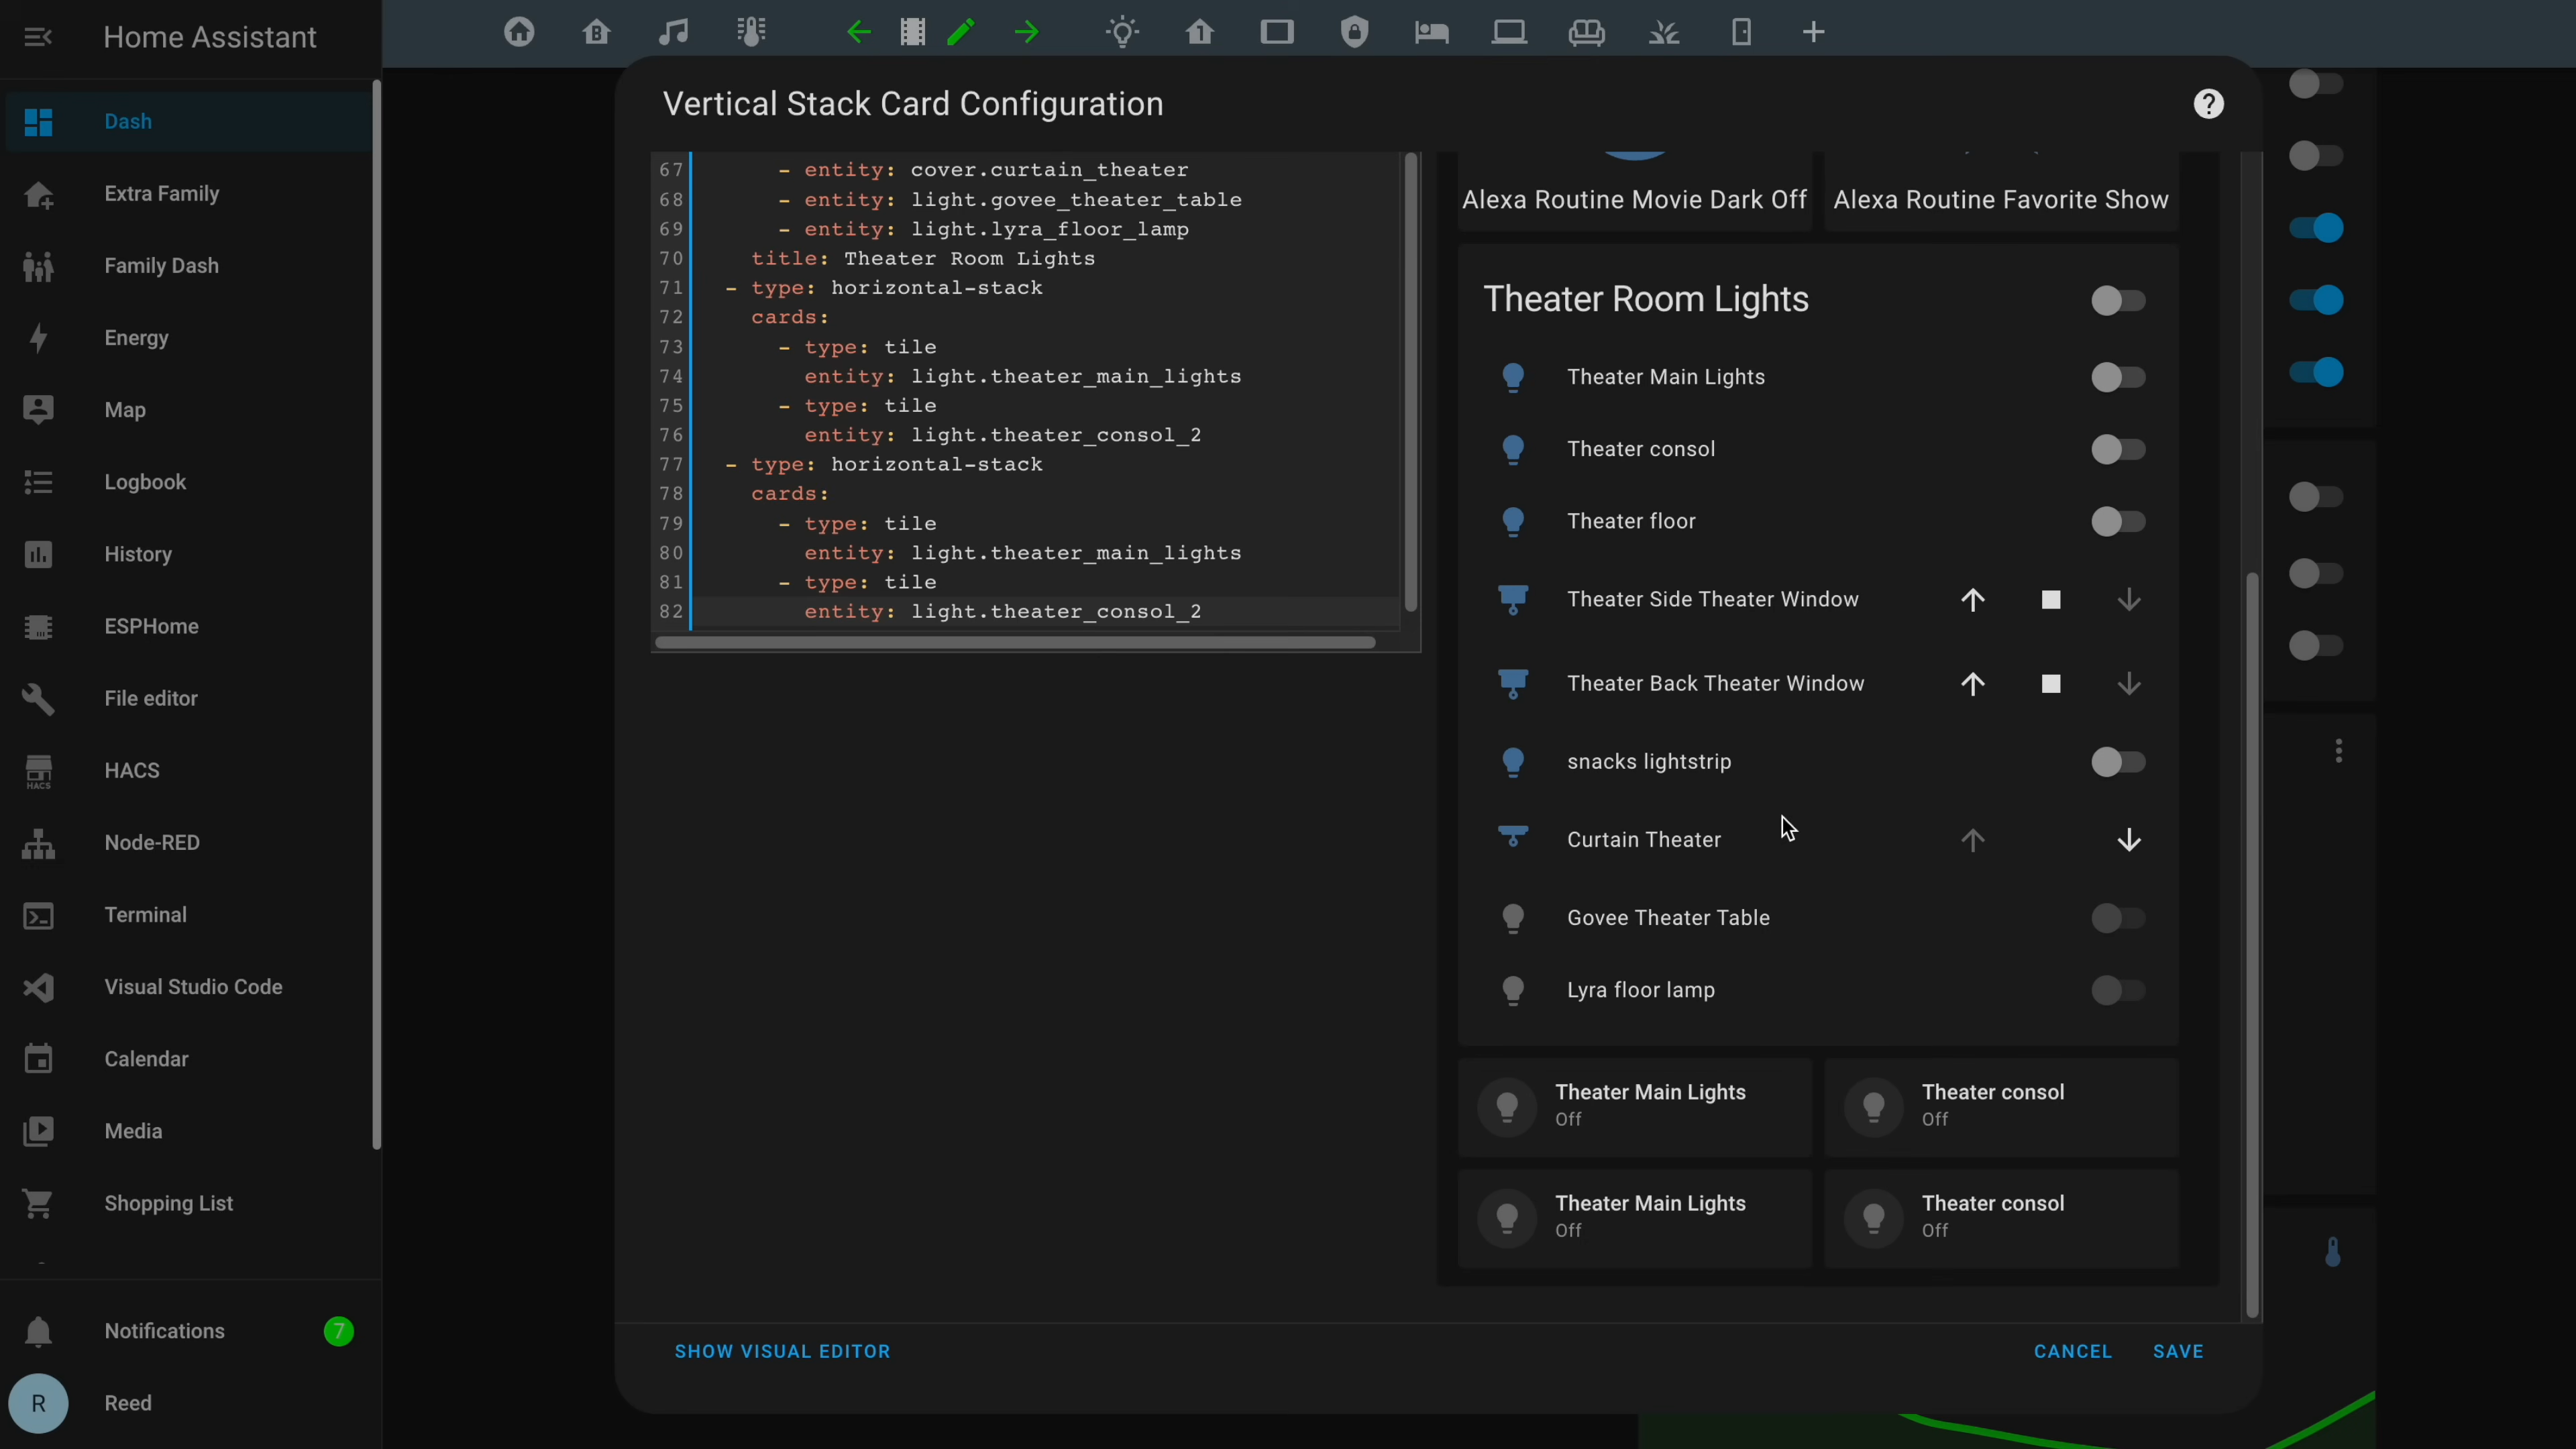 Home Assistant
Dash
Extra Family
Family Dash
Energy
Map
Logbook
History
ESPHome
File editor
HACS
HACS
Node-RED
Terminal
Visual Studio Code
Calendar
Media
Shopping List
Notifications
7
R
Reed
B
1
Vertical Stack Card Configuration
?
67 - entity: cover.curtain_theater
68 - entity: light.govee_theater_table
69 - entity: light.lyra_floor_lamp
70 title: Theater Room Lights
71 - type: horizontal-stack
72 cards:
73 - type: tile
74 entity: light.theater_main_lights
75 - type: tile
76 entity: light.theater_consol_2
77 - type: horizontal-stack
78 cards:
79 - type: tile
80 entity: light.theater_main_lights
81 - type: tile
82 entity: light.theater_consol_2
Alexa Routine Movie Dark Off
Alexa Routine Favorite Show
Theater Room Lights
Theater Main Lights
Theater consol
Theater floor
Theater Side Theater Window
Theater Back Theater Window
snacks lightstrip
Curtain Theater
Govee Theater Table
Lyra floor lamp
Theater Main Lights
Off
Theater consol
Off
Theater Main Lights
Off
Theater consol
Off
SHOW VISUAL EDITOR
CANCEL
SAVE